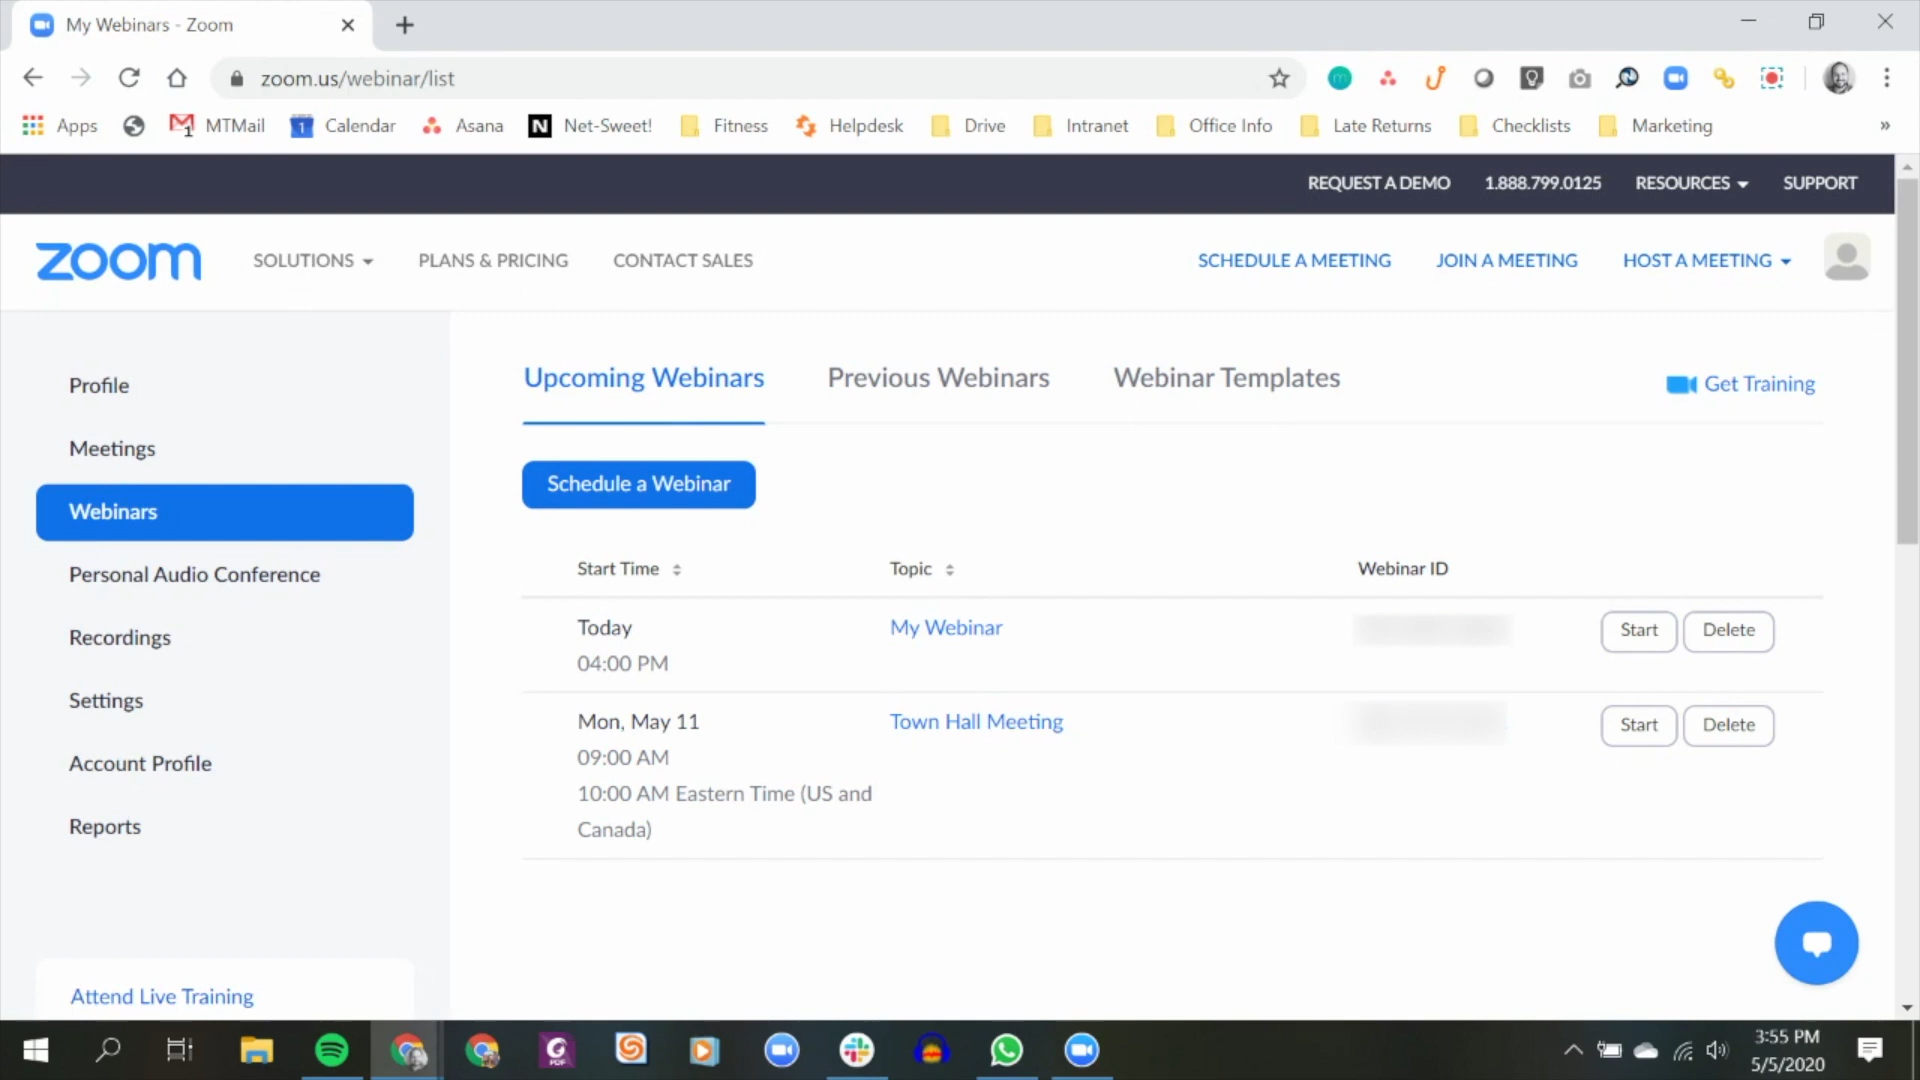 My Webinars - Zoom
zoom.us/webinar/list
Apps
MTMail
Calendar
Asana
Net-Sweet!
Fitness
Helpdesk
Drive
Intranet
Office Info
Late Returns
Checklists
Marketing
REQUEST A DEMO
1.888.799.0125
RESOURCES
SUPPORT
zoom
SOLUTIONS
PLANS & PRICING
CONTACT SALES
SCHEDULE A MEETING
JOIN A MEETING
HOST A MEETING
Profile
Meetings
Webinars
Personal Audio Conference
Recordings
Settings
Account Profile
Reports
Attend Live Training
Upcoming Webinars
Previous Webinars
Webinar Templates
Get Training
Schedule a Webinar
Start Time
Topic
Webinar ID
Today
04:00 PM
My Webinar
Start
Delete
Mon, May 11
09:00 AM
10:00 AM Eastern Time (US and
Canada)
Town Hall Meeting
Start
Delete
3:55 PM
5/5/2020